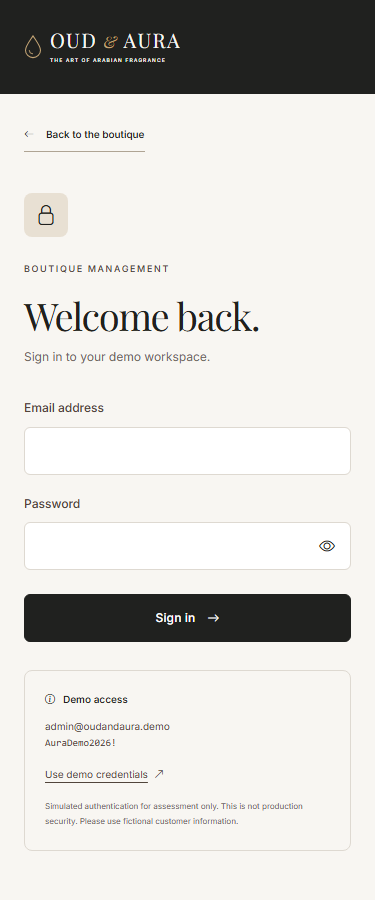 OUD & AURA
THE ART OF ARABIAN FRAGRANCE
← Back to the boutique
BOUTIQUE MANAGEMENT
Welcome back.
Sign in to your demo workspace.
Email address
Password
Sign in →
Demo access
admin@oudandaura.demo
AuraDemo2026!
Use demo credentials ↗
Simulated authentication for assessment only. This is not production
security. Please use fictional customer information.